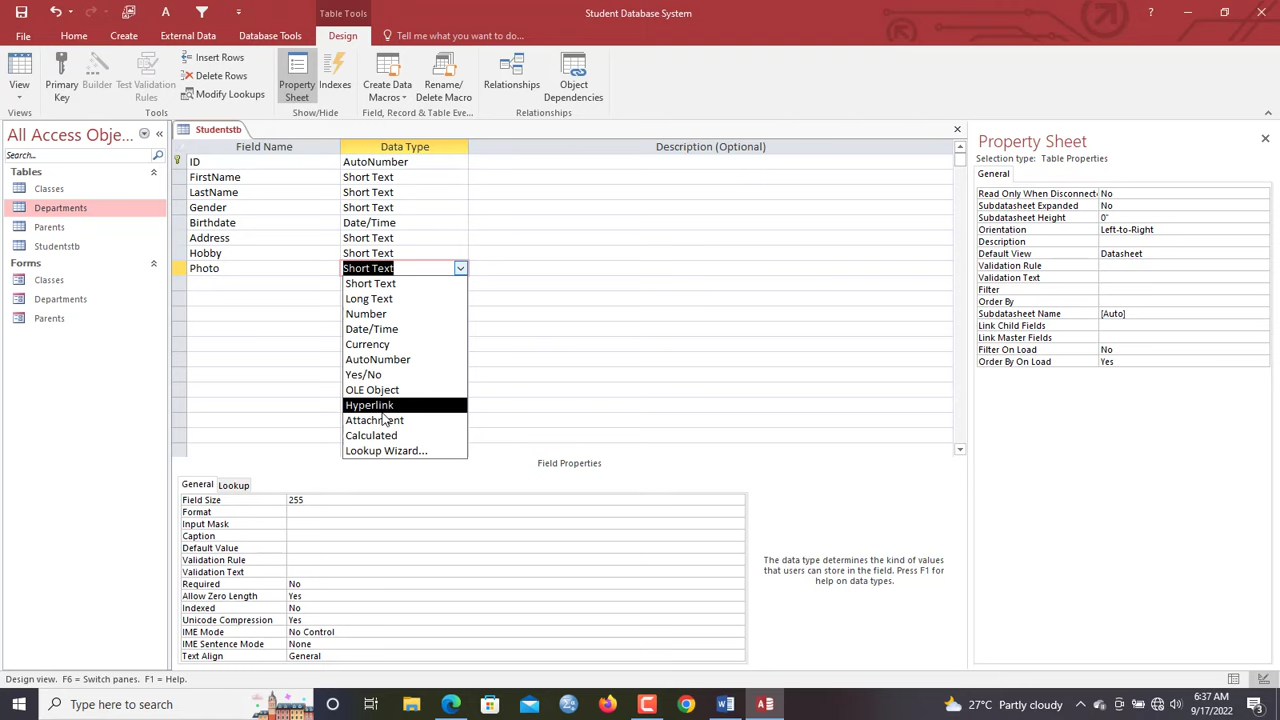 Table Tools
Student Database System
File
Home
Create
External Data
Database Tools
Design
Tell me what you want to do...
View
Primary Key
Builder
Test Validation Rules
Insert Rows
Delete Rows
Modify Lookups
Property Sheet
Indexes
Create Data Macros
Rename/ Delete Macro
Relationships
Object Dependencies
Views
Tools
Show/Hide
Field, Record & Table Eve...
Relationships
All Access Obje...
Search...
Tables
Classes
Departments
Parents
Studentstb
Forms
Classes
Departments
Parents
Studentstb
Field Name Data Type Description (Optional)
ID AutoNumber
FirstName Short Text
LastName Short Text
Gender Short Text
Birthdate Date/Time
Address Short Text
Hobby Short Text
Photo Short Text
Short Text
Long Text
Number
Date/Time
Currency
AutoNumber
Yes/No
OLE Object
Hyperlink
Attachment
Calculated
Lookup Wizard...
Field Properties
General Lookup
Field Size 255
Format
Input Mask
Caption
Default Value
Validation Rule
Validation Text
Required No
Allow Zero Length Yes
Indexed No
Unicode Compression Yes
IME Mode No Control
IME Sentence Mode None
Text Align General
The data type determines the kind of values
that users can store in the field. Press F1 for
help on data types.
Property Sheet
Selection type: Table Properties
General
Read Only When Disconnect No
Subdatasheet Expanded No
Subdatasheet Height 0"
Orientation Left-to-Right
Description
Default View Datasheet
Validation Rule
Validation Text
Filter
Order By
Subdatasheet Name [Auto]
Link Child Fields
Link Master Fields
Filter On Load No
Order By On Load Yes
Design view. F6 = Switch panes. F1 = Help.
Type here to search
27°C Partly cloudy
6:37 AM
9/17/2022